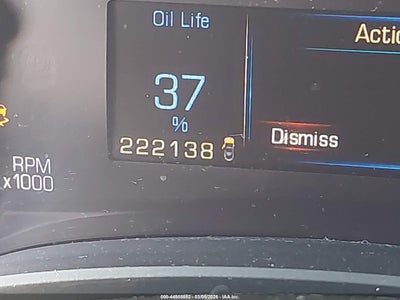 Oil Life
Actio
37
%
Dismiss
222138
RPM
x1000